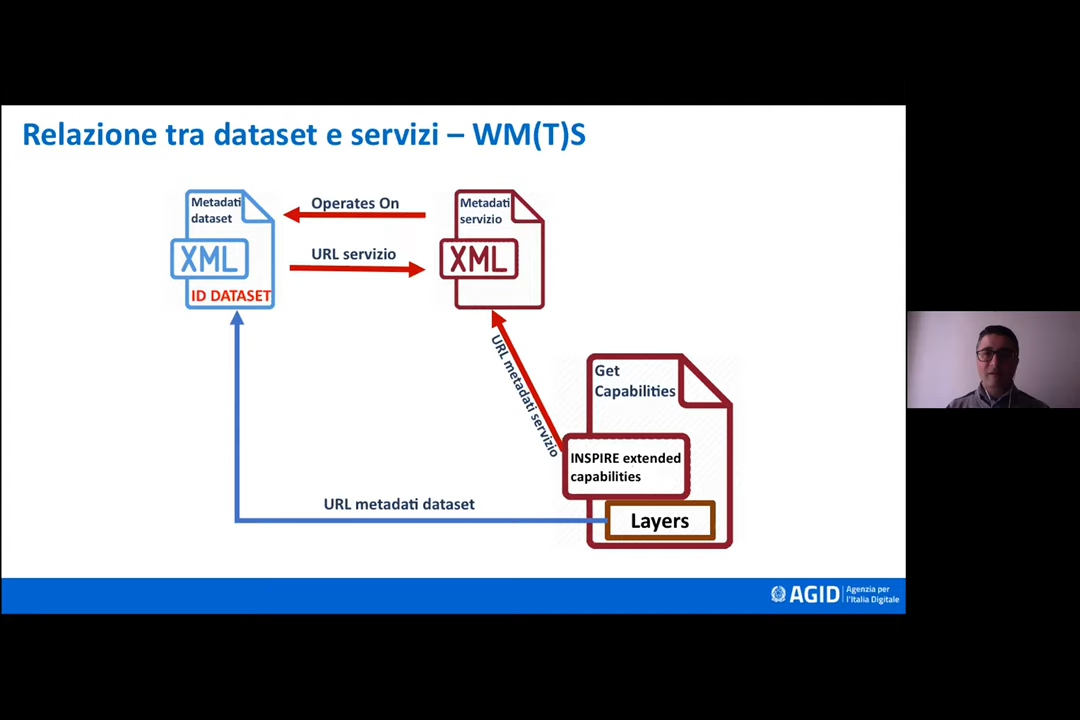 Relazione tra dataset e servizi – WM(T)S
Metadati
dataset
XML
ID DATASET
Operates On
URL servizio
Metadati
servizio
XML
URL metadati servizio
Get
Capabilities
INSPIRE extended
capabilities
Layers
URL metadati dataset
AGID
Agenzia per
l'Italia Digitale